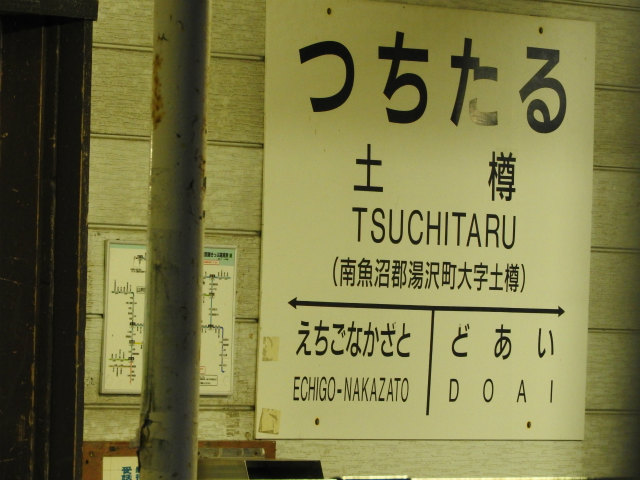 つちたる
土 樽
TSUCHITARU
(南魚沼郡湯沢町大字土樽)
えちごなかざと ど あ い
ECHIGO-NAKAZATO D O A I